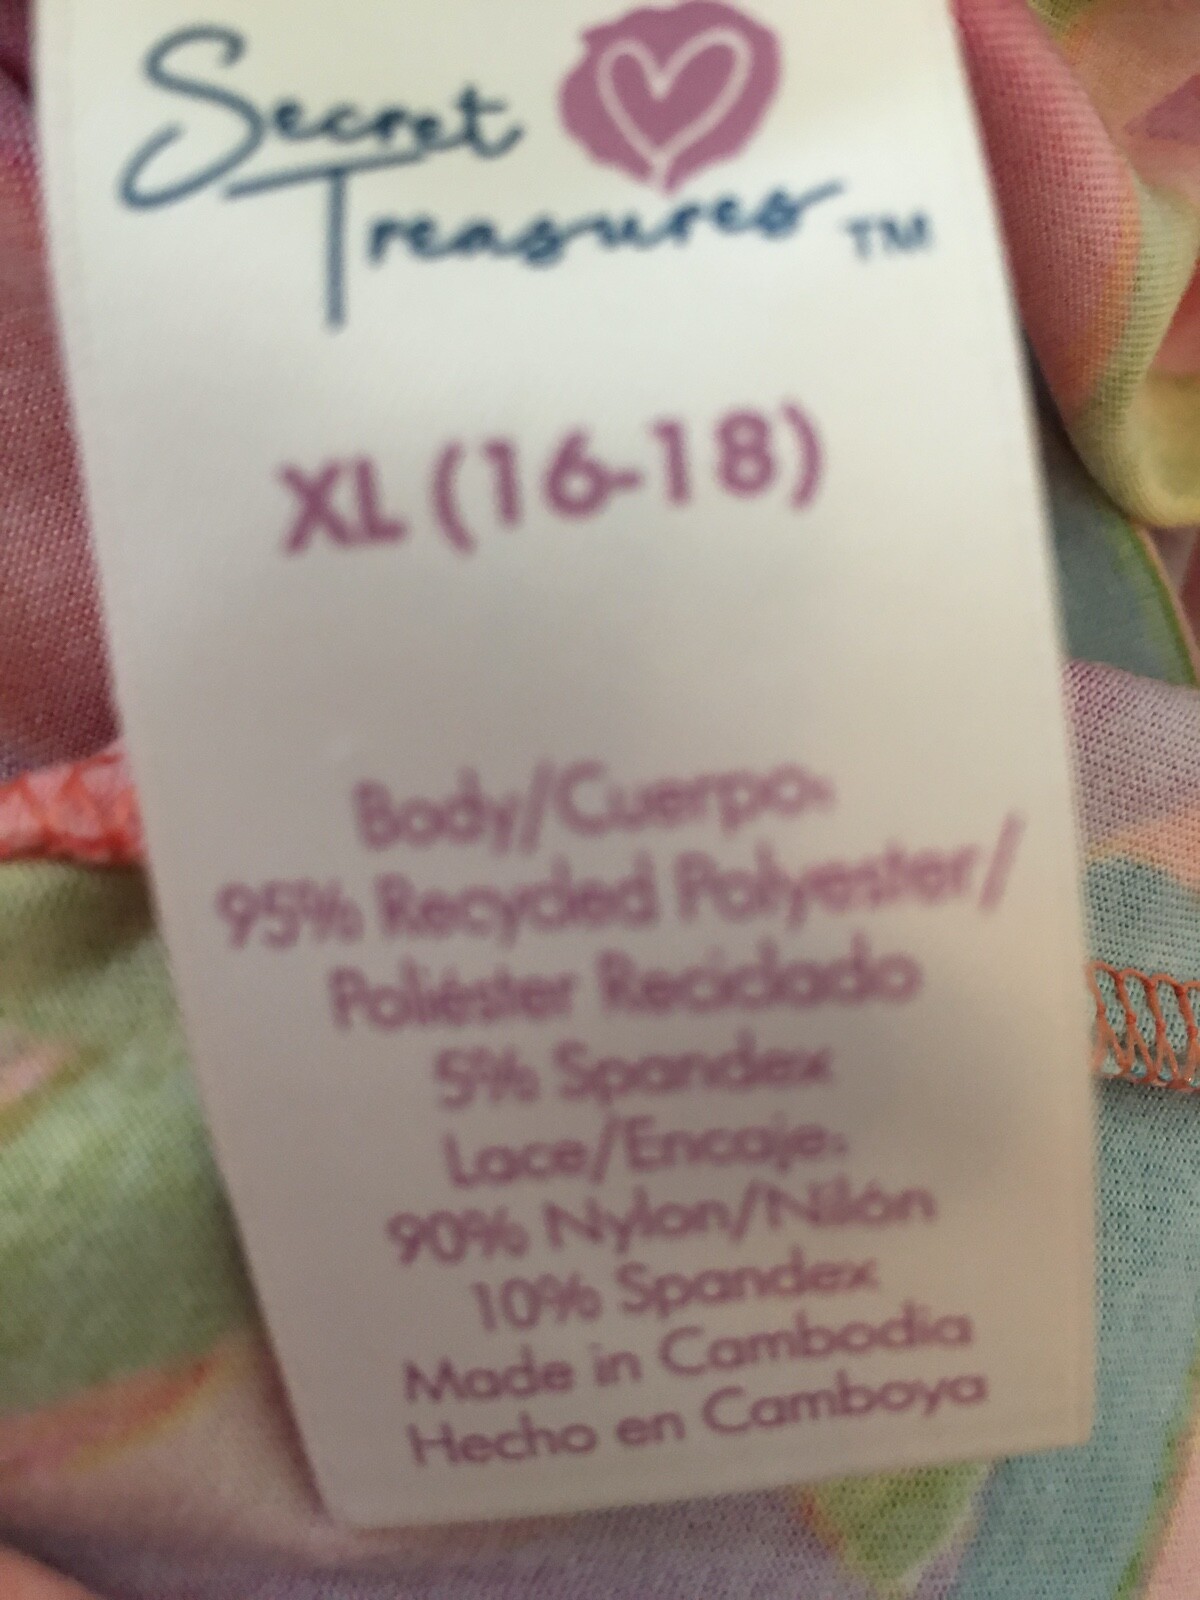 Secret
Treasures TM
XL (16-18)
Body/Cuerpo:
95% Recycled Polyester/
Poliéster Reciclado
5% Spandex
Lace/Encaje:
90% Nylon/Nilón
10% Spandex
Made in Cambodia
Hecho en Camboya